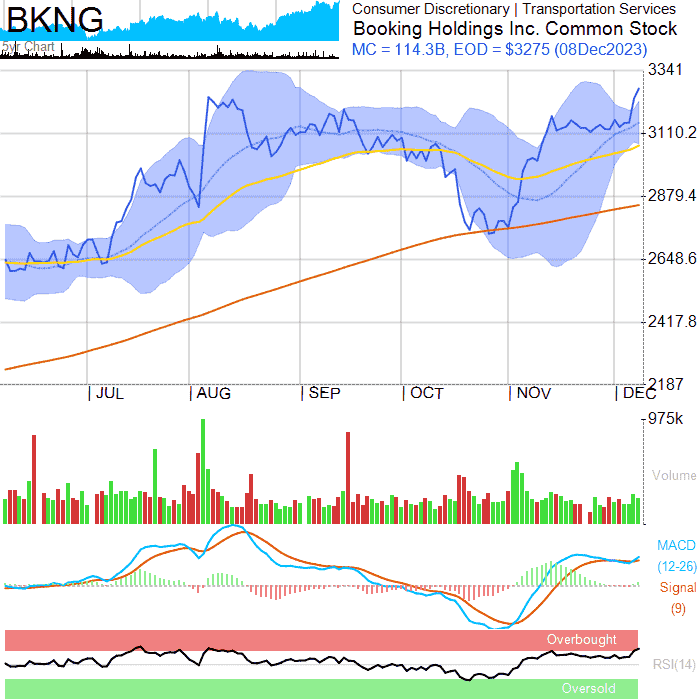 BKNG
5yr Chart
Consumer Discretionary | Transportation Services
Booking Holdings Inc. Common Stock
MC = 114.3B, EOD = $3275 (08Dec2023)
3341
3110.2
2879.4
2648.6
2417.8
2187
JUL AUG SEP OCT NOV DEC
975k
Volume
MACD
(12-26)
Signal
(9)
Overbought
RSI(14)
Oversold